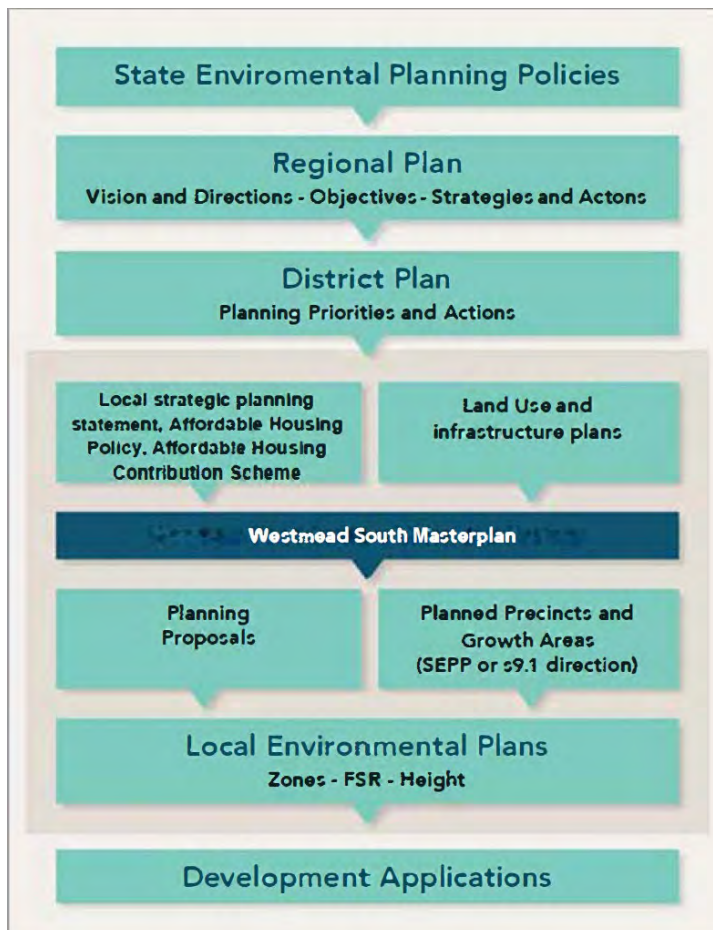 State Enviromental Planning Policies
Regional Plan
Vision and Directions - Objectives - Strategies and Actons
District Plan
Planning Priorities and Actions
Local strategic planning
statement, Affordable Housing
Policy, Affordable Housing
Contribution Scheme
Land Use and
infrastructure plans
Westmead South Masterplan
Planning
Proposals
Planned Precincts and
Growth Areas
(SEPP or s9.1 direction)
Local Environmental Plans
Zones - FSR - Height
Development Applications